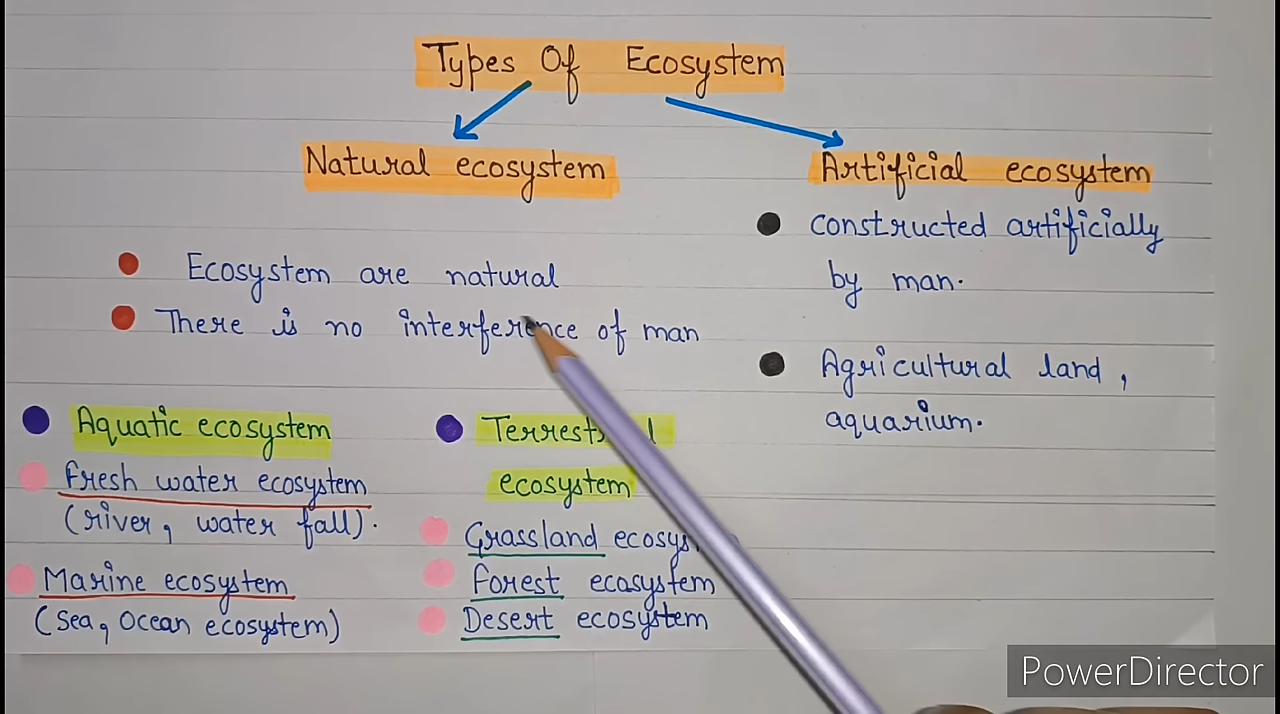 Types Of Ecosystem
Natural ecosystem
Ecosystem are natural
There is no interference of man
Aquatic ecosystem
Fresh water ecosystem
(river, water fall).
Marine ecosystem
(Sea, Ocean ecosystem)
ecosystem
Grassland
Forest ecosystem
Desert ecosystem
Artificial ecosystem
constructed artificially
by man.
Agricultural land,
aquarium.
PowerDirector